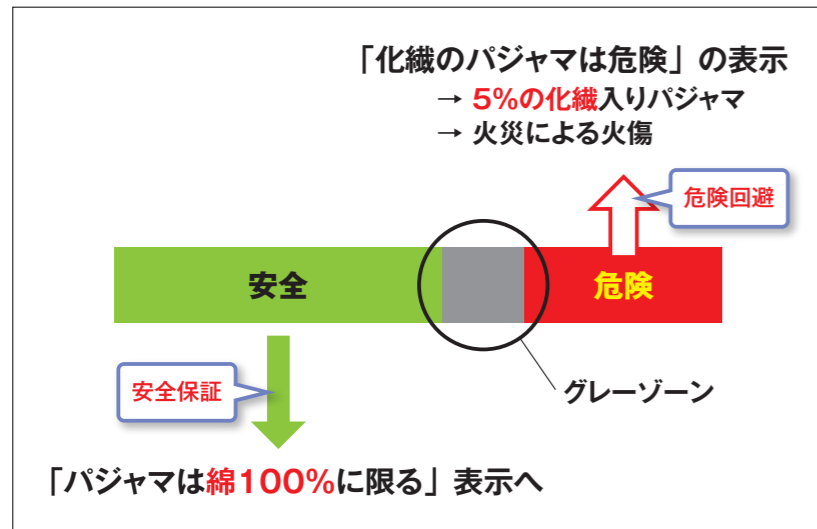 「化繊のパジャマは危険」の表示
→ 5%の化繊入りパジャマ
→ 火災による火傷
危険回避
安全
危険
安全保証
グレーゾーン
「パジャマは綿100%に限る」表示へ